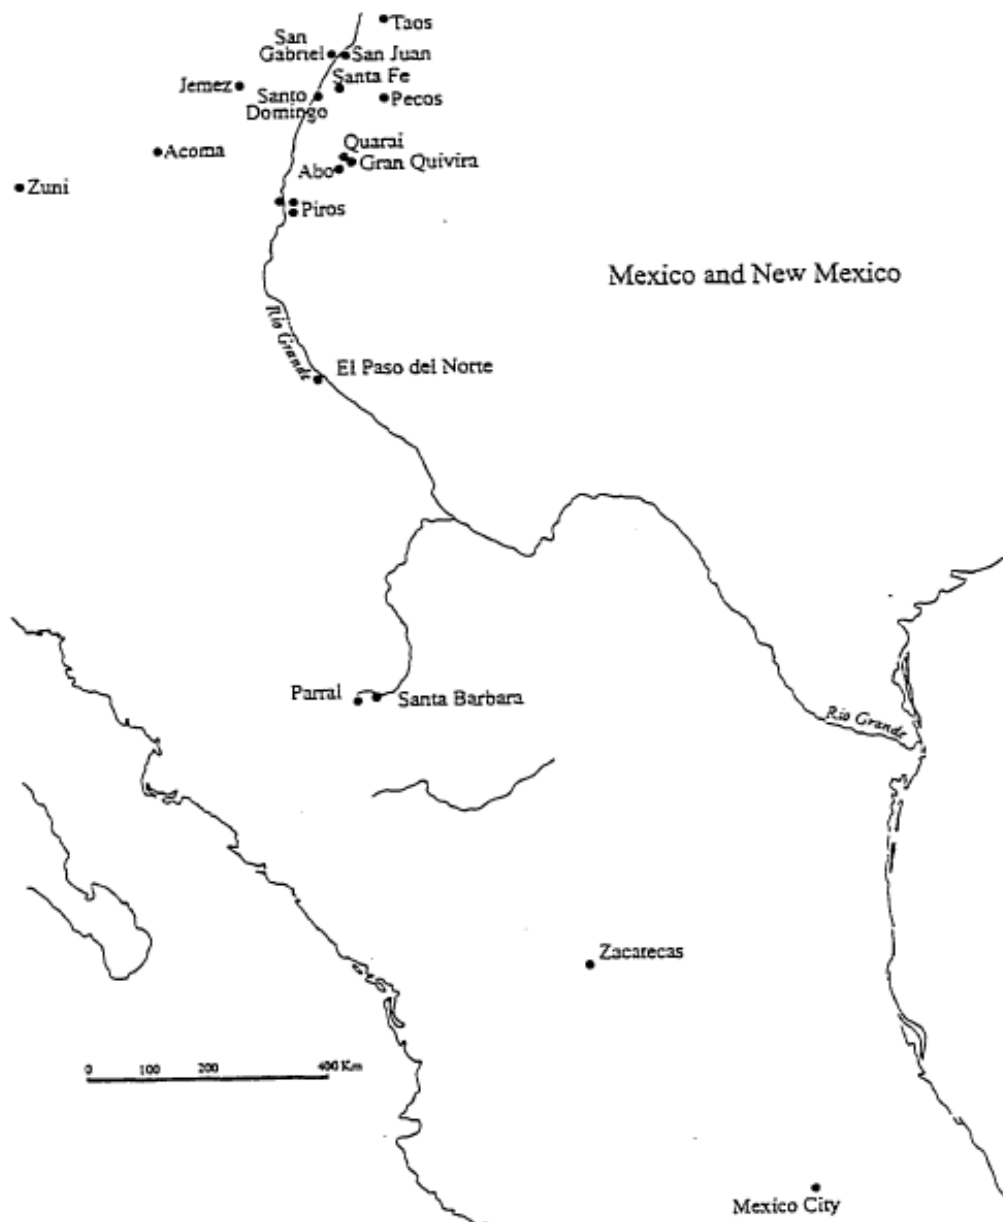 Taos
San
Gabriel
San Juan
Santa Fe
Jemez
Santo
Domingo
Pecos
Quarai
Acoma
Gran Quivira
Abo
Zuni
Piros
Mexico and New Mexico
Rio Grande
El Paso del Norte
Parral
Santa Barbara
Rio Grande
Zacatecas
0 100 200 400 Km
Mexico City